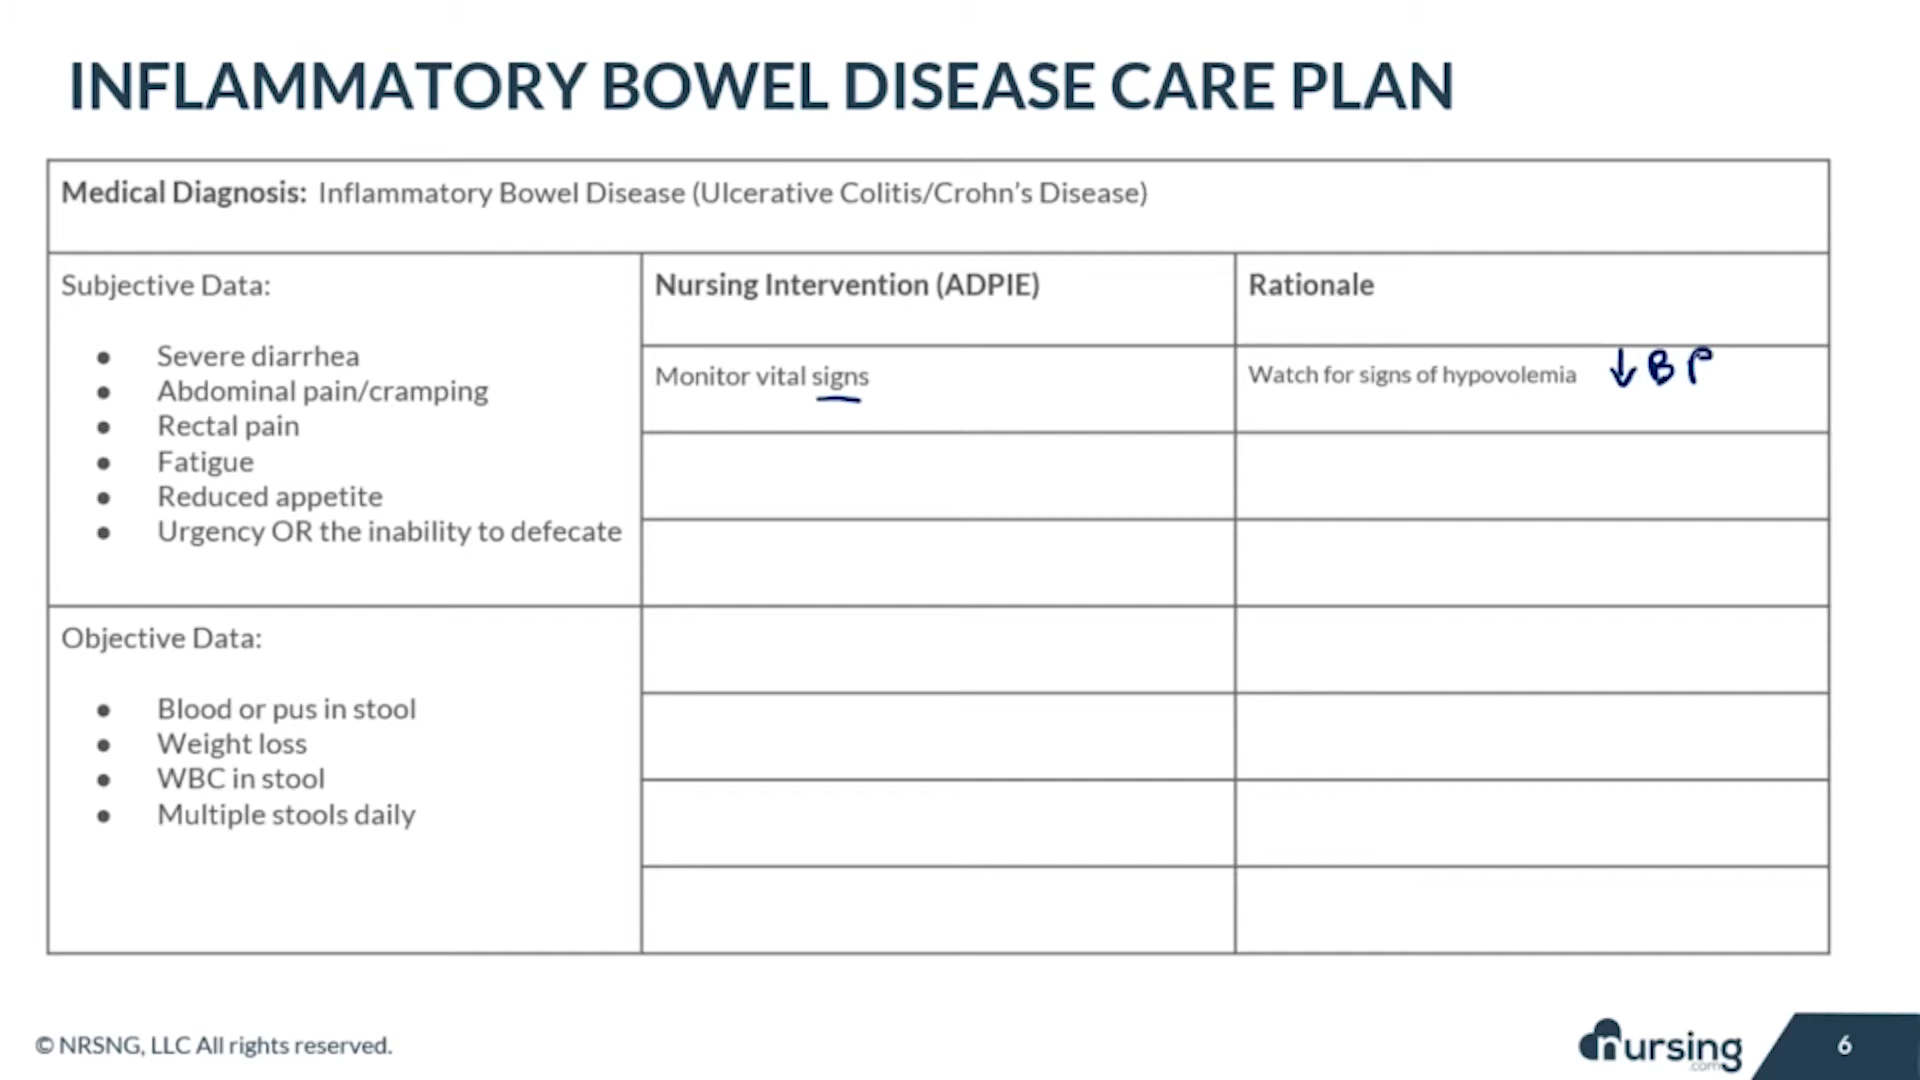 INFLAMMATORY BOWEL DISEASE CARE PLAN
Medical Diagnosis: Inflammatory Bowel Disease (Ulcerative Colitis/Crohn's Disease)
Subjective Data:
● Severe diarrhea
● Abdominal pain/cramping
● Rectal pain
● Fatigue
● Reduced appetite
● Urgency OR the inability to defecate
Nursing Intervention (ADPIE)
Rationale
Monitor vital signs
Watch for signs of hypovolemia ↓BP
Objective Data:
● Blood or pus in stool
● Weight loss
● WBC in stool
● Multiple stools daily
© NRSNG, LLC All rights reserved.
nursing
.com
6